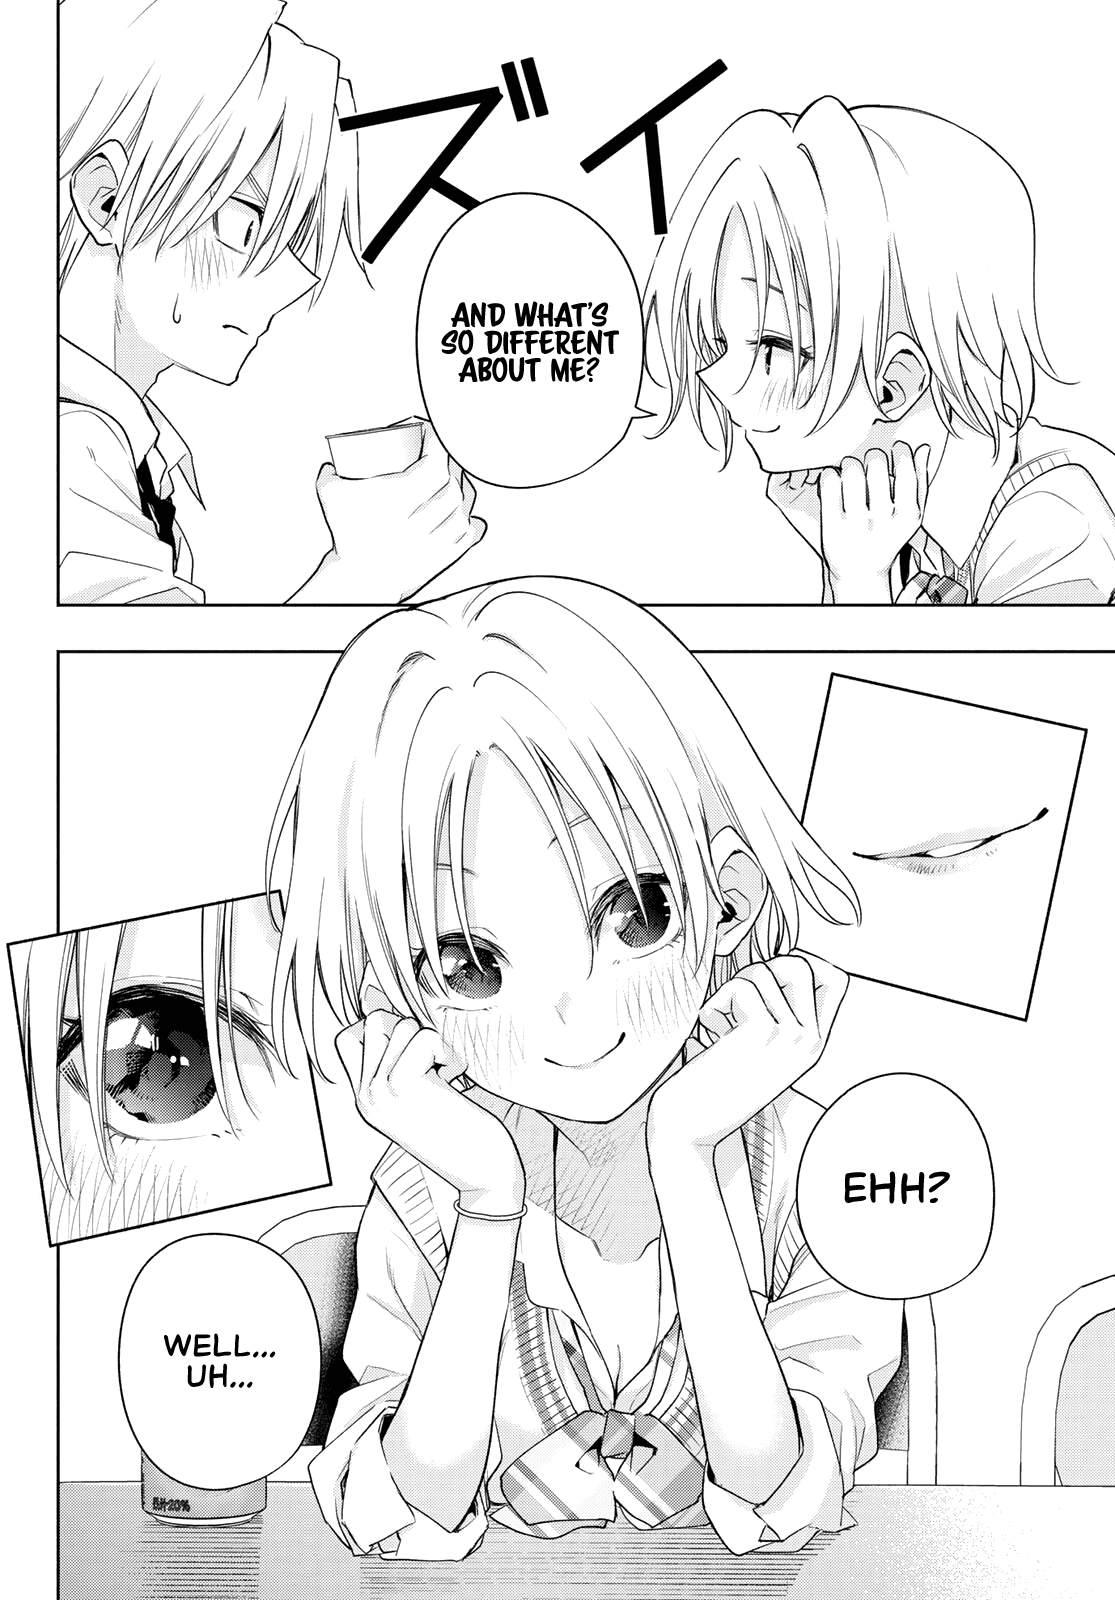 ズイ
AND WHAT'S
SO DIFFERENT
ABOUT ME?
EHH?
WELL...
UH...